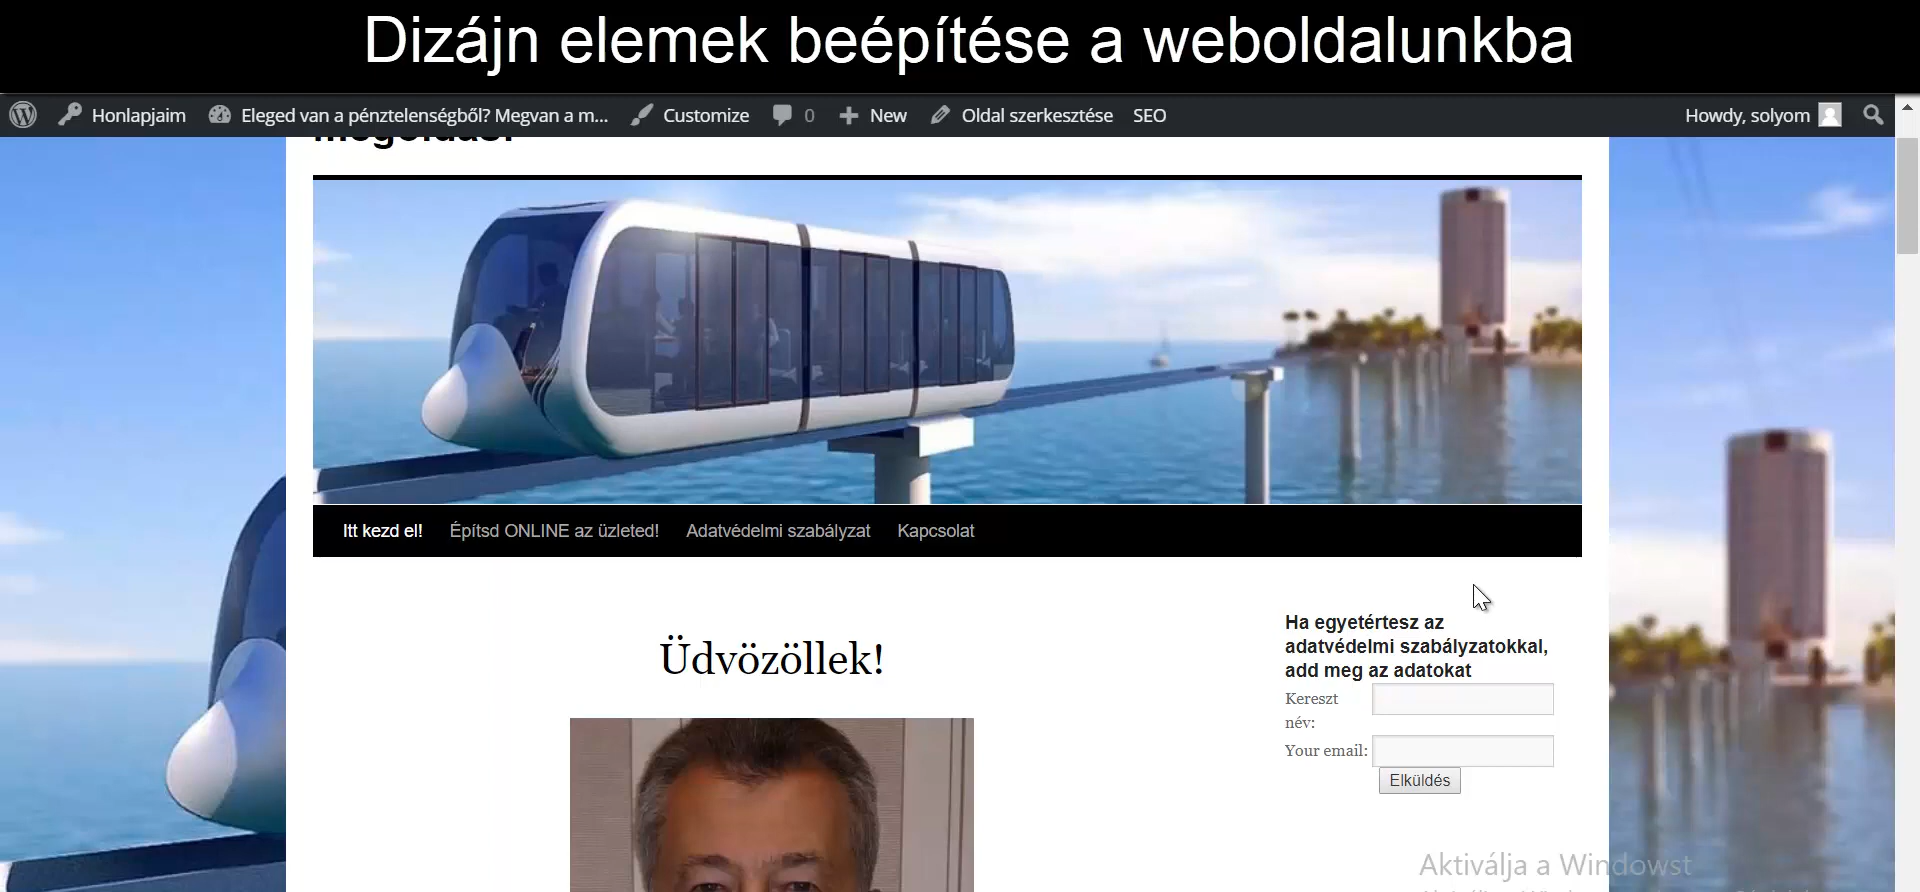 Dizájn elemek beépítése a weboldalunkba
Honlapjaim Eleged van a pénztelenségből? Megvan a m... Customize 0 New Oldal szerkesztése SEO Howdy, solyom
Itt kezd el! Építsd ONLINE az üzleted! Adatvédelmi szabályzat Kapcsolat
Üdvözöllek!
Ha egyetértesz az
adatvédelmi szabályzatokkal,
add meg az adatokat
Kereszt
név:
Your email:
Elküldés
Aktiválja a Windowst